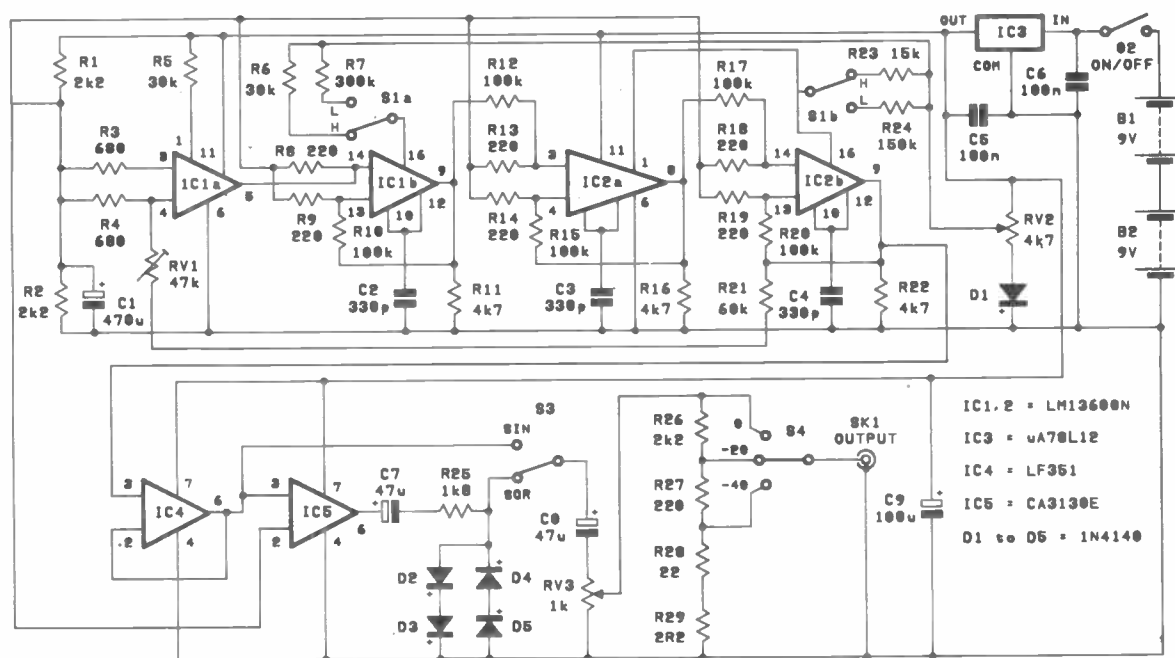 R1
2k2
R5
30k
R6
30k
R7
300k
L
H
S1a
R12
100k
R17
100k
R23 15k
H
S1b
L
R24
150k
OUT
IC3
IN
COM
C6
100n
C5
100n
S2
ON/OFF
B1
9V
B2
9V
R3
680
R4
680
1
3
11
IC1a
4
6
5
R8 220
R9
220
14
16
IC1b
9
13
10
12
R10
100k
R13
220
R14
220
3
11
1
IC2a
8
4
6
R15
100k
R18
220
R19
220
14
16
IC2b
9
13
10
12
R20
100k
RV2
4k7
D1
+
R2
2k2
+
C1
470u
RV1
47k
C2
330p
R11
4k7
C3
330p
R16
4k7
R21
60k
C4
330p
R22
4k7
3
7
IC4
6
2
4
3
7
IC5
6
2
4
C7
47u
+
R25
1k8
SIN
S3
SQR
+
C8
47u
D2
+
D3
+
D4
+
D5
+
RV3
1k
R26
2k2
R27
220
R28
22
R29
2R2
0
-20
-40
S4
SK1
OUTPUT
+
C9
100u
IC1,2 = LM13600N
IC3 = uA78L12
IC4 = LF351
IC5 = CA3130E
D1 to D5 = 1N4148